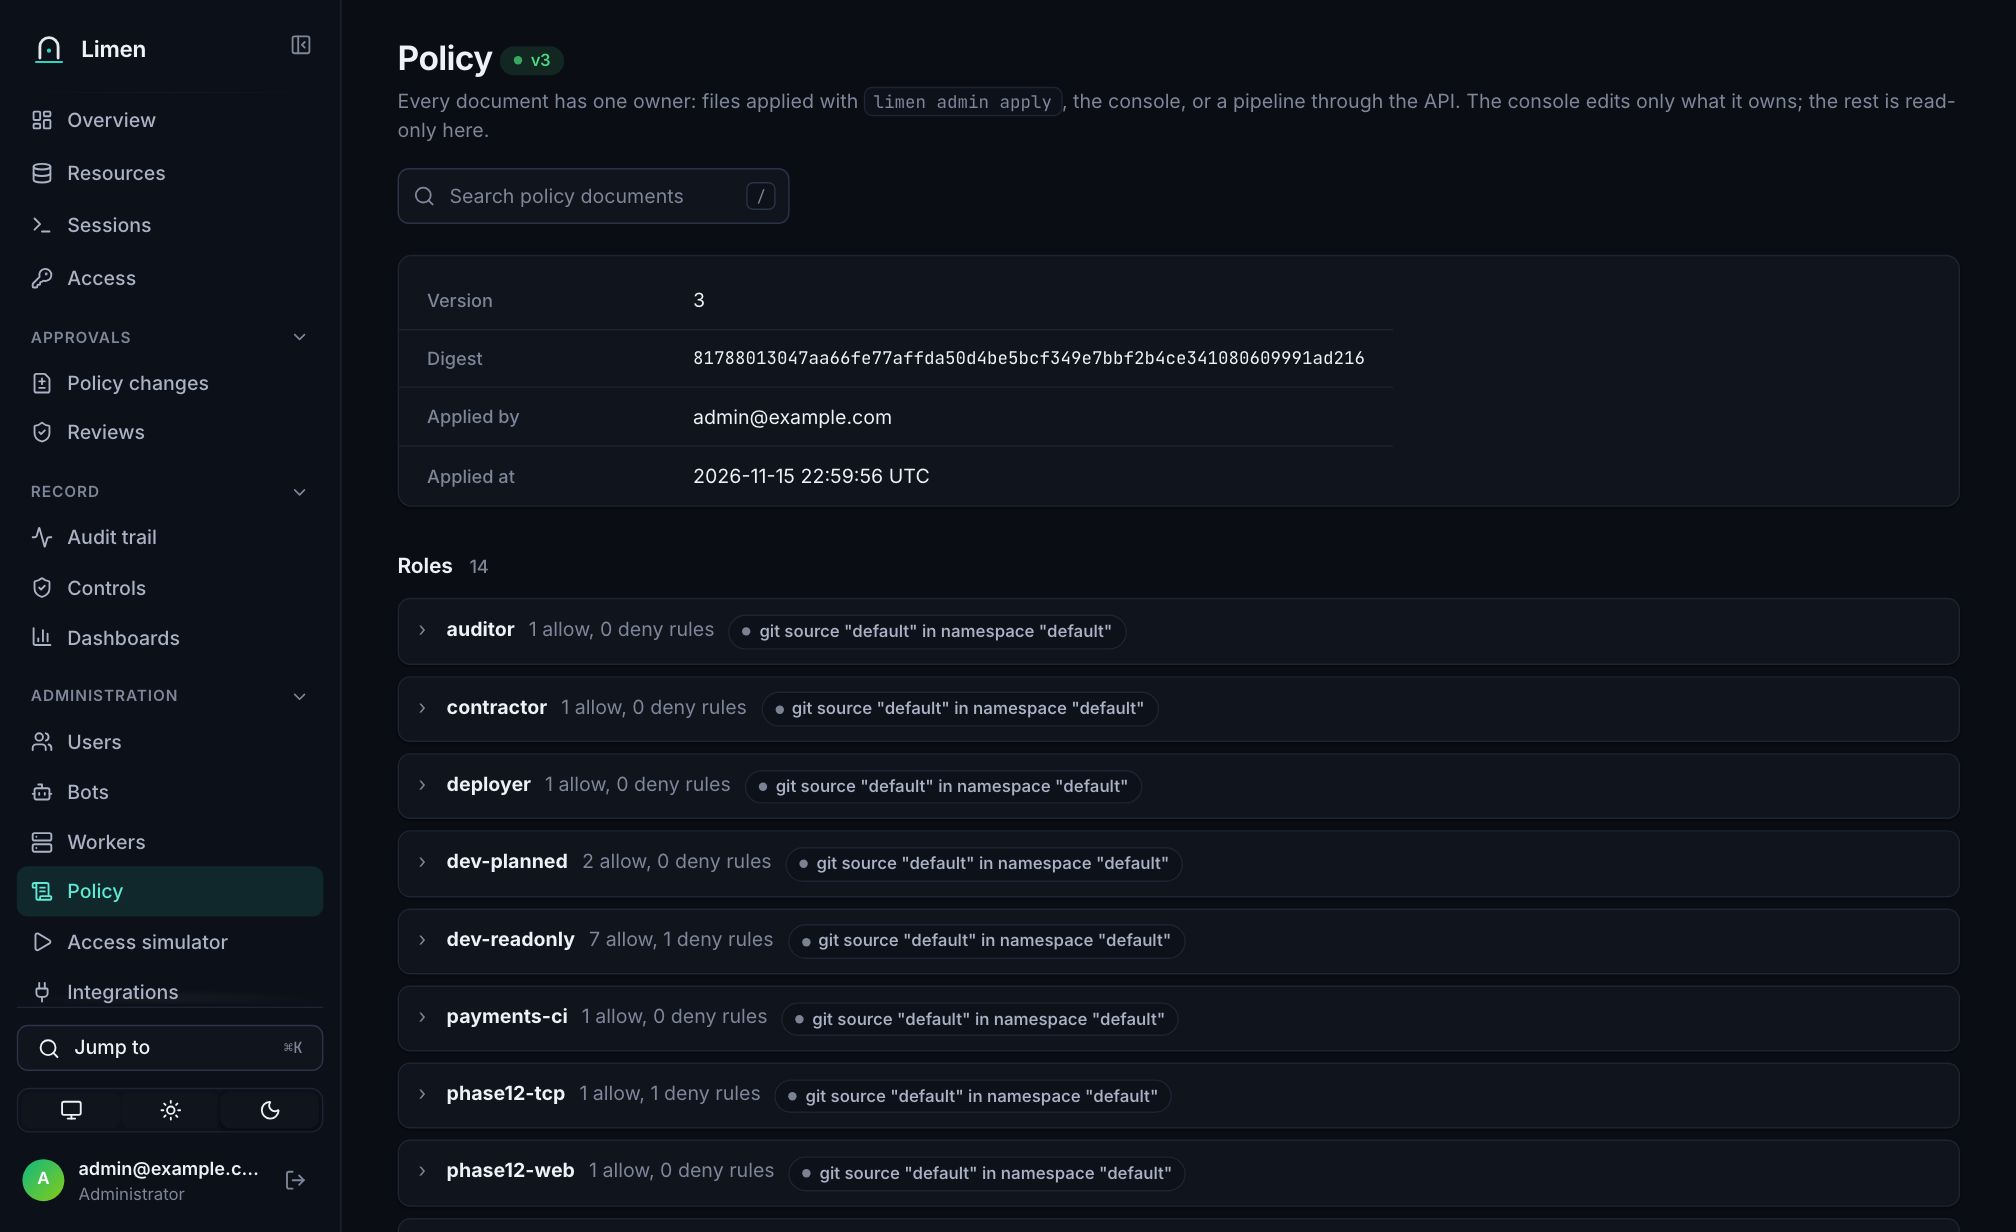 Limen
Overview
Resources
Sessions
Access
APPROVALS
Policy changes
Reviews
RECORD
Audit trail
Controls
Dashboards
ADMINISTRATION
Users
Bots
Workers
Policy
Access simulator
Integrations
Jump to ⌘K
A
admin@example.c...
Administrator
Policy v3
Every document has one owner: files applied with limen admin apply, the console, or a pipeline through the API. The console edits only what it owns; the rest is read-
only here.
Search policy documents /
Version 3
Digest 81788013047aa66fe77affda50d4be5bcf349e7bbf2b4ce341080609991ad216
Applied by admin@example.com
Applied at 2026-11-15 22:59:56 UTC
Roles 14
auditor 1 allow, 0 deny rules git source "default" in namespace "default"
contractor 1 allow, 0 deny rules git source "default" in namespace "default"
deployer 1 allow, 0 deny rules git source "default" in namespace "default"
dev-planned 2 allow, 0 deny rules git source "default" in namespace "default"
dev-readonly 7 allow, 1 deny rules git source "default" in namespace "default"
payments-ci 1 allow, 0 deny rules git source "default" in namespace "default"
phase12-tcp 1 allow, 1 deny rules git source "default" in namespace "default"
phase12-web 1 allow, 0 deny rules git source "default" in namespace "default"